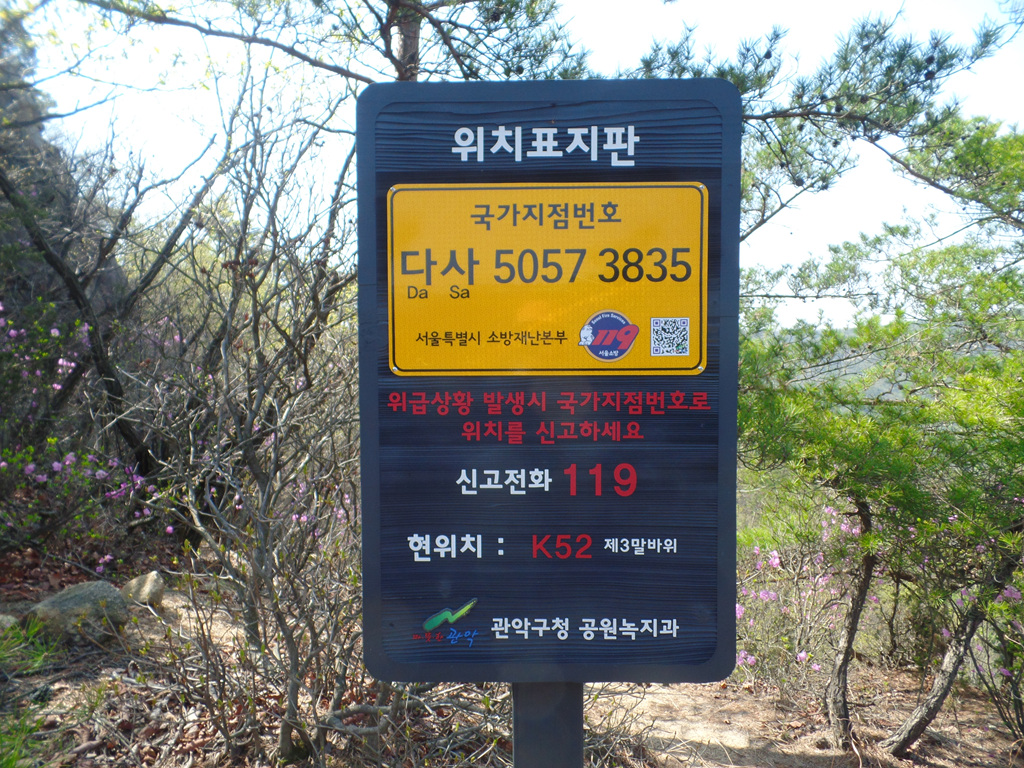 위치표지판
국가지점번호
다사 5057 3835
Da Sa
서울특별시 소방재난본부
119
서울소방
위급상황 발생시 국가지점번호로
위치를 신고하세요
신고전화 119
현위치 : K52 제3말바위
관악
관악구청 공원녹지과